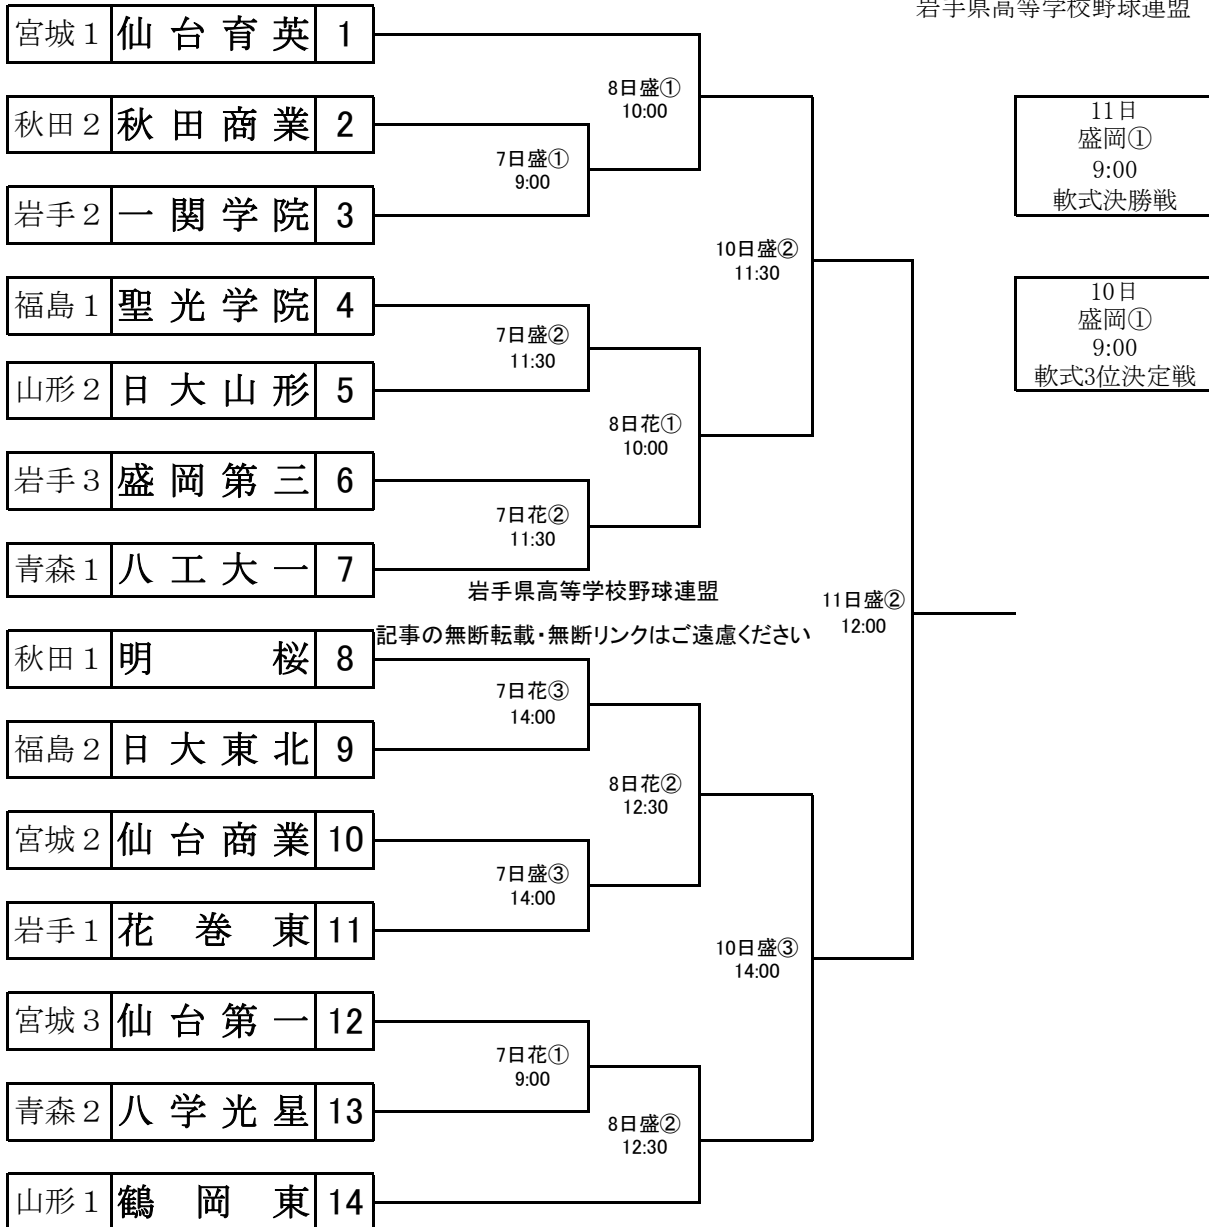 岩手県高等学校野球連盟
宮城１ 仙台育英 1
8日盛①
10:00
秋田２ 秋田商業 2
7日盛①
9:00
岩手２ 一関学院 3
11日
盛岡①
9:00
軟式決勝戦
10日盛②
11:30
福島１ 聖光学院 4
7日盛②
11:30
山形２ 日大山形 5
10日
盛岡①
9:00
軟式3位決定戦
8日花①
10:00
岩手３ 盛岡第三 6
7日花②
11:30
青森１ 八工大一 7
岩手県高等学校野球連盟
記事の無断転載・無断リンクはご遠慮ください
11日盛②
12:00
秋田１ 明桜 8
7日花③
14:00
福島２ 日大東北 9
8日花②
12:30
宮城２ 仙台商業 10
7日盛③
14:00
岩手１ 花巻東 11
10日盛③
14:00
宮城３ 仙台第一 12
7日花①
9:00
青森２ 八学光星 13
8日盛②
12:30
山形１ 鶴岡東 14